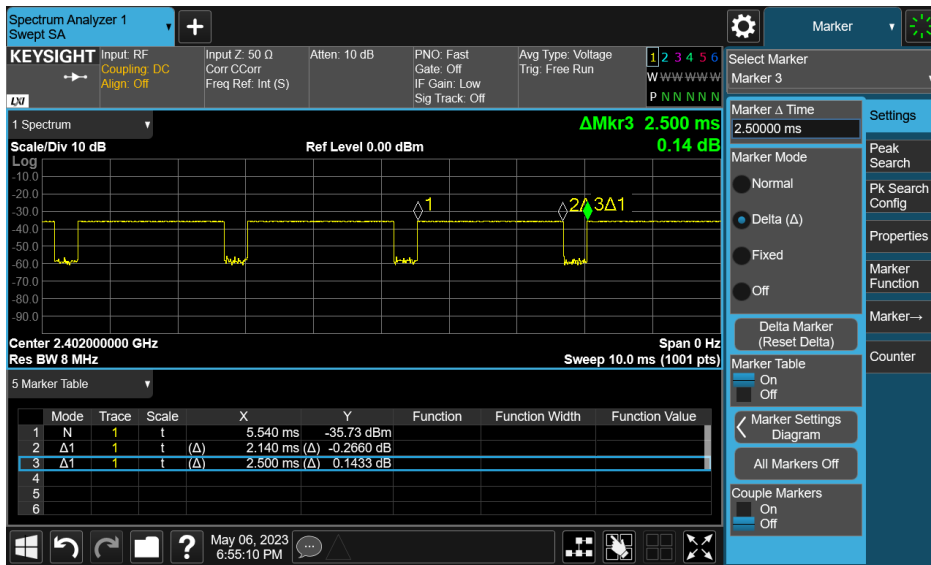 Spectrum Analyzer 1
Swept SA
+
Marker
KEYSIGHT Input: RF Input Z: 50 Ω Atten: 10 dB PNO: Fast Avg Type: Voltage 1 2 3 4 5 6
Coupling: DC Corr CCorr Gate: Off Trig: Free Run
Align: Off Freq Ref: Int (S) IF Gain: Low W W W W W W
LXI Sig Track: Off P N N N N N
Select Marker
Marker 3
1 Spectrum
ΔMkr3 2.500 ms
Scale/Div 10 dB Ref Level 0.00 dBm 0.14 dB
Log
-10.0
-20.0
-30.0
-40.0
-50.0
-60.0
-70.0
-80.0
-90.0
1
2Δ 3Δ1
Center 2.402000000 GHz Span 0 Hz
Res BW 8 MHz Sweep 10.0 ms (1001 pts)
5 Marker Table
Mode Trace Scale X Y Function Function Width Function Value
1 N 1 t 5.540 ms -35.73 dBm
2 Δ1 1 t (Δ) 2.140 ms (Δ) -0.2660 dB
3 Δ1 1 t (Δ) 2.500 ms (Δ) 0.1433 dB
4
5
6
Marker Δ Time
2.50000 ms
Marker Mode
Normal
Delta (Δ)
Fixed
Off
Delta Marker
(Reset Delta)
Marker Table
On
Off
Marker Settings
Diagram
All Markers Off
Couple Markers
On
Off
Settings
Peak
Search
Pk Search
Config
Properties
Marker
Function
Marker→
Counter
?
May 06, 2023
6:55:10 PM